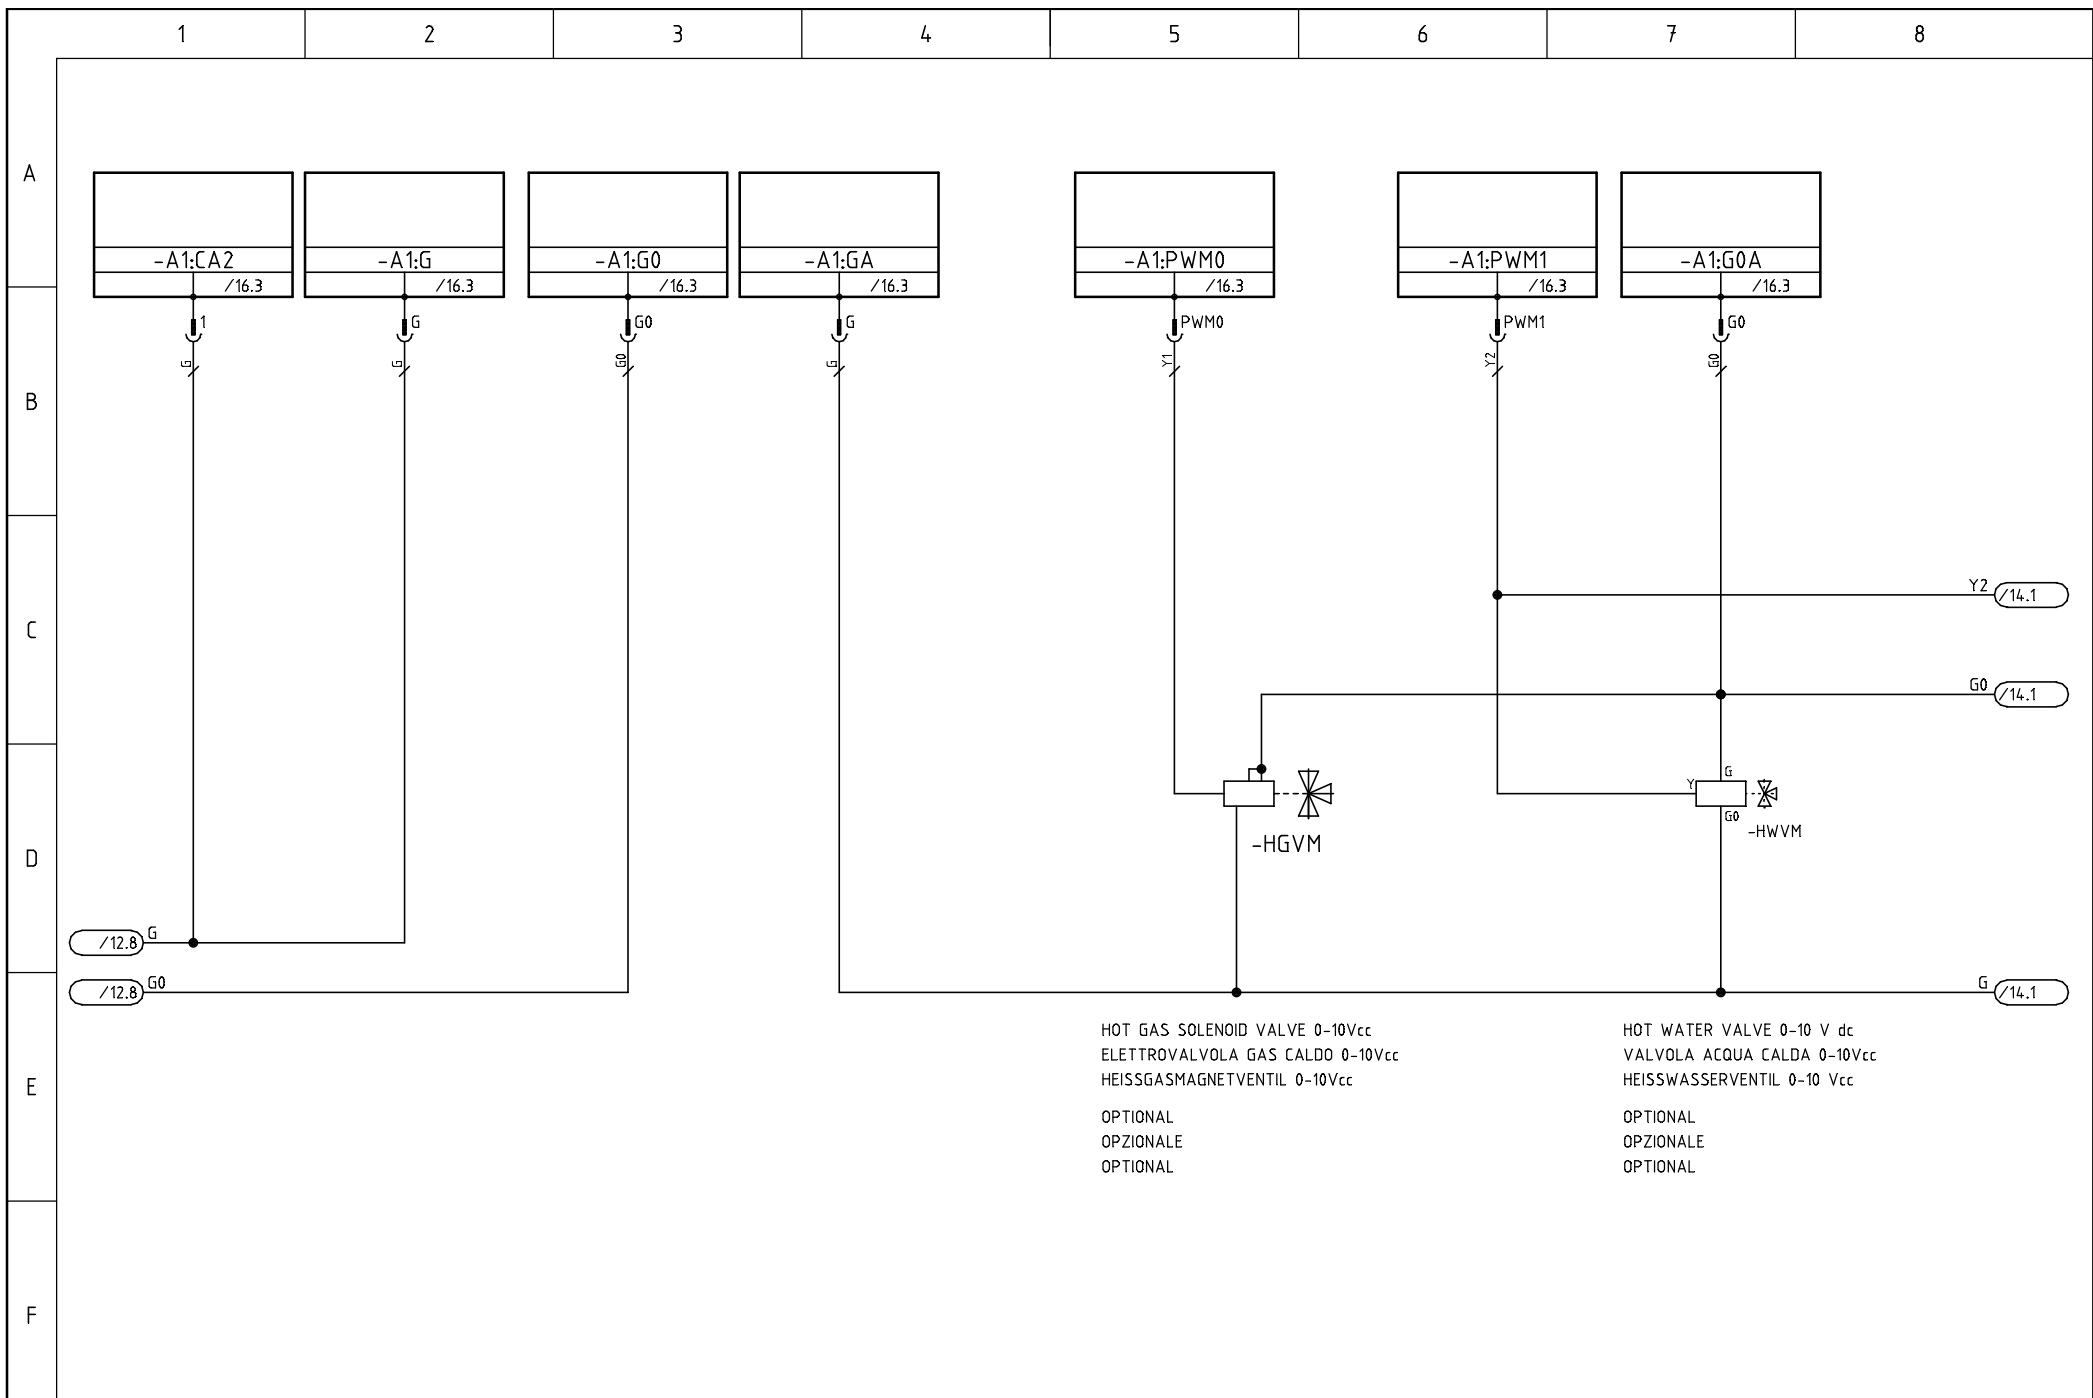 1 2 3 4 5 6 7 8
A
-A1:CA2 -A1:G -A1:G0 -A1:GA -A1:PWM0 -A1:PWM1 -A1:G0A
/16.3 /16.3 /16.3 /16.3 /16.3 /16.3 /16.3
1 G G0 G PWM0 PWM1 G0
G G G0 G Y1 Y2 G0
B
Y2 /14.1
C
G0 /14.1
G
Y
G0
-HWVM
-HGVM
D
/12.8 G
/12.8 G0
G /14.1
HOT GAS SOLENOID VALVE 0-10Vcc
ELETTROVALVOLA GAS CALDO 0-10Vcc
HEISSGASMAGNETVENTIL 0-10Vcc
OPTIONAL
OPZIONALE
OPTIONAL
HOT WATER VALVE 0-10 V dc
VALVOLA ACQUA CALDA 0-10Vcc
HEISSWASSERVENTIL 0-10 Vcc
OPTIONAL
OPZIONALE
OPTIONAL
E
F